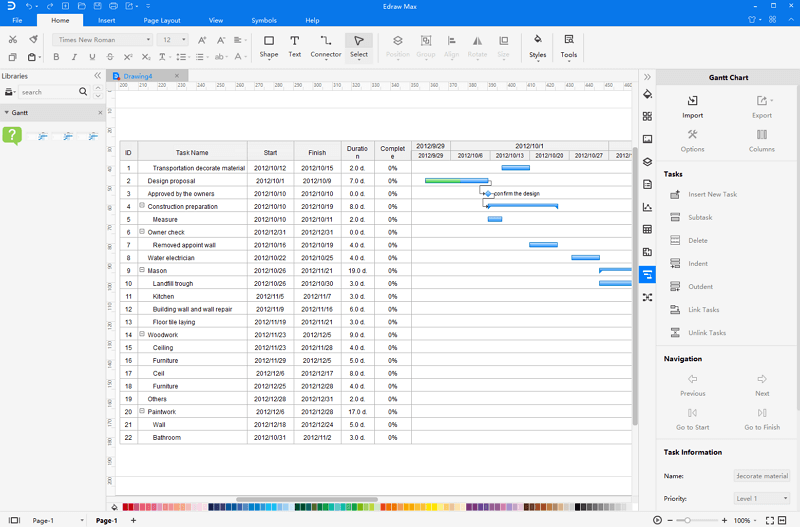 Edraw Max
File Home Insert Page Layout View Symbols Help
Times New Roman 12
Shape Text Connector Select Position Group Align Rotate Size Styles Tools
Libraries
search
Gantt
Drawing4
ID Task Name Start Finish Duration Complete 2012/9/29 2012/10/1
2012/9/29 2012/10/6 2012/10/13 2012/10/20 2012/10/27
1 Transportation decorate material 2012/10/12 2012/10/15 2.0 d. 0%
2 Design proposal 2012/10/1 2012/10/9 7.0 d. 0%
3 Approved by the owners 2012/10/10 2012/10/10 0.0 d. 0% confirm the design
4 Construction preparation 2012/10/10 2012/10/19 8.0 d. 0%
5 Measure 2012/10/10 2012/10/11 2.0 d. 0%
6 Owner check 2012/12/31 2012/12/31 0.0 d. 0%
7 Removed appoint wall 2012/10/16 2012/10/19 4.0 d. 0%
8 Water electrician 2012/10/22 2012/10/25 4.0 d. 0%
9 Mason 2012/10/26 2012/11/21 19.0 d. 0%
10 Landfill trough 2012/10/26 2012/10/30 3.0 d. 0%
11 Kitchen 2012/11/5 2012/11/7 3.0 d. 0%
12 Building wall and wall repair 2012/11/9 2012/11/16 6.0 d. 0%
13 Floor tile laying 2012/11/19 2012/11/21 3.0 d. 0%
14 Woodwork 2012/11/23 2012/12/5 9.0 d. 0%
15 Ceiling 2012/11/23 2012/11/28 4.0 d. 0%
16 Furniture 2012/11/29 2012/12/5 5.0 d. 0%
17 Ceil 2012/12/6 2012/12/17 8.0 d. 0%
18 Furniture 2012/12/25 2012/12/28 4.0 d. 0%
19 Others 2012/12/28 2012/12/31 2.0 d. 0%
20 Paintwork 2012/12/6 2012/12/28 17.0 d. 0%
21 Wall 2012/12/18 2012/12/24 5.0 d. 0%
22 Bathroom 2012/10/31 2012/11/2 3.0 d. 0%
Gantt Chart
Import Export
Options Columns
Tasks
Insert New Task
Subtask
Delete
Indent
Outdent
Link Tasks
Unlink Tasks
Navigation
Previous Next
Go to Start Go to Finish
Task Information
Name: decorate material
Priority: Level 1
Page-1 Page-1 100%